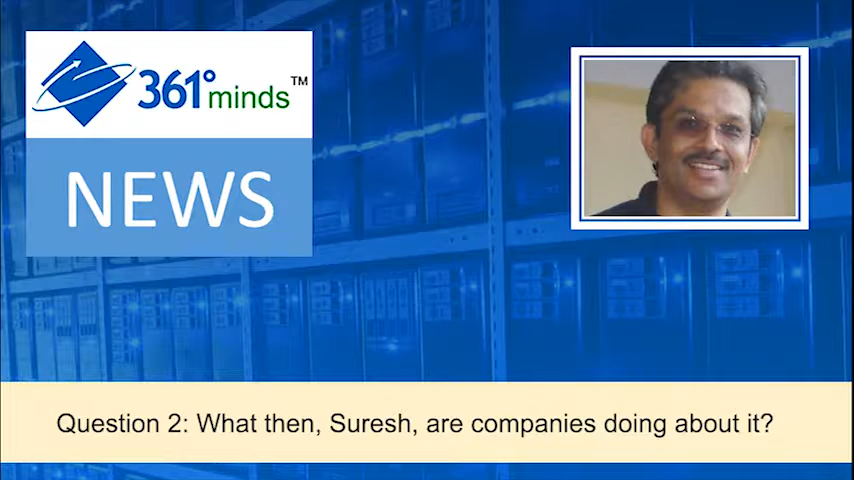 361°minds™
NEWS
Question 2: What then, Suresh, are companies doing about it?